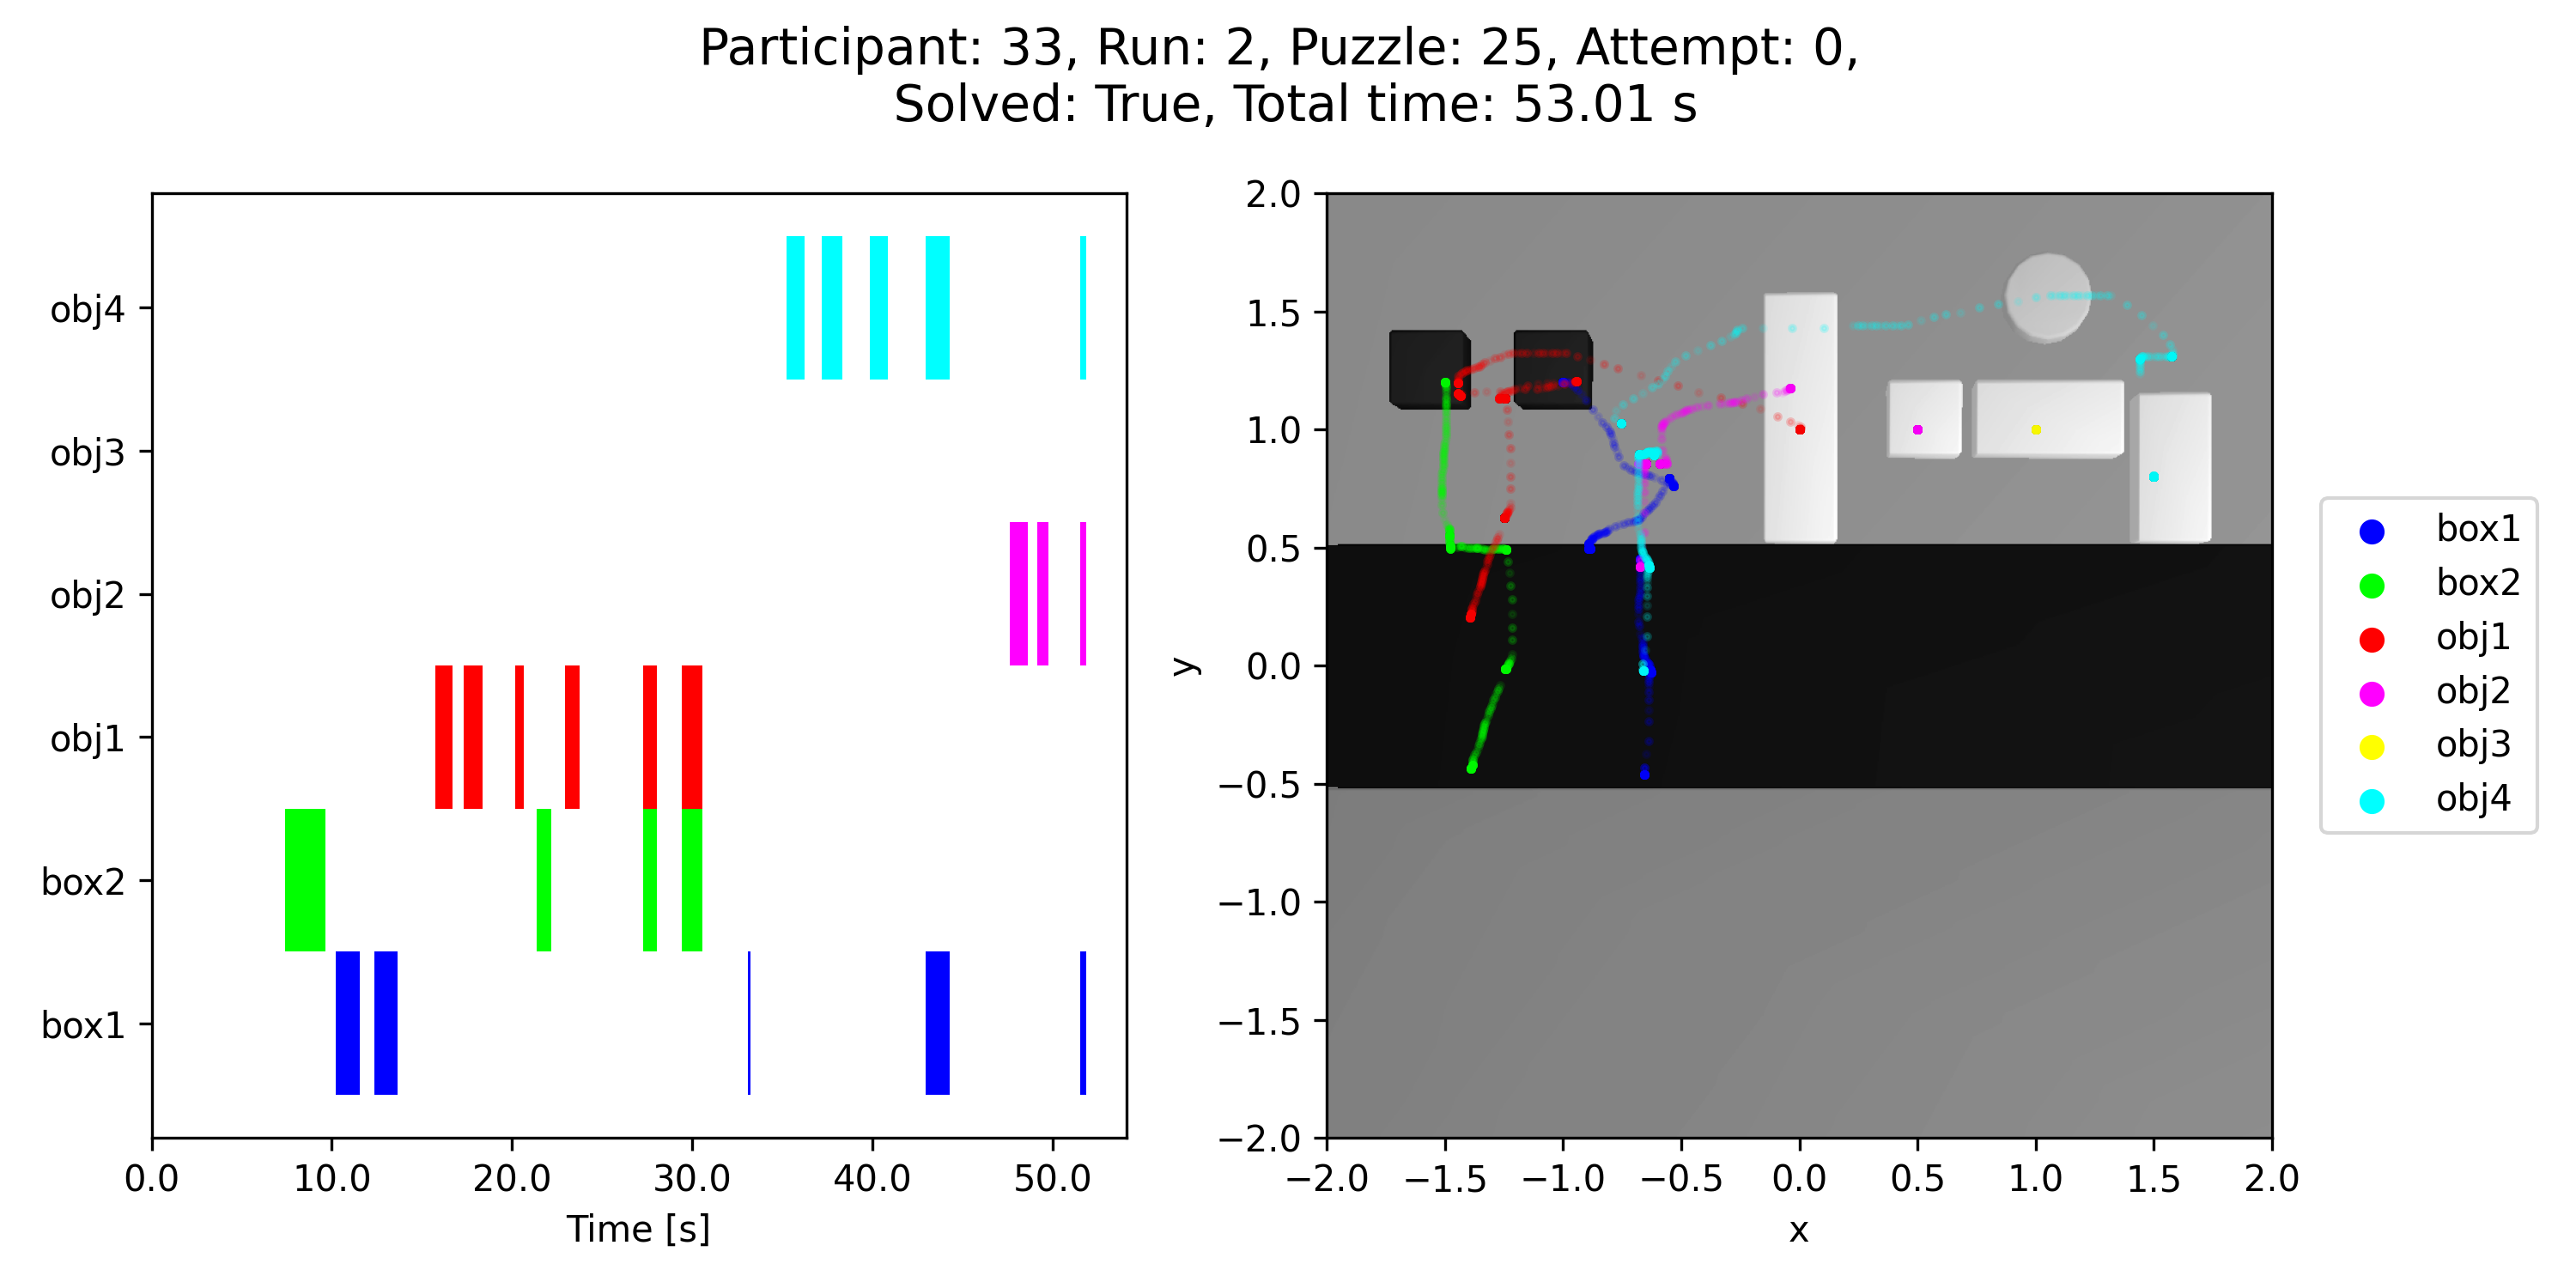 Participant: 33, Run: 2, Puzzle: 25, Attempt: 0,
Solved: True, Total time: 53.01 s
obj4
obj3
obj2
obj1
box2
box1
0.0 10.0 20.0 30.0 40.0 50.0
Time [s]
2.0
1.5
1.0
0.5
0.0
−0.5
−1.0
−1.5
−2.0
y
−2.0 −1.5 −1.0 −0.5 0.0 0.5 1.0 1.5 2.0
x
box1
box2
obj1
obj2
obj3
obj4